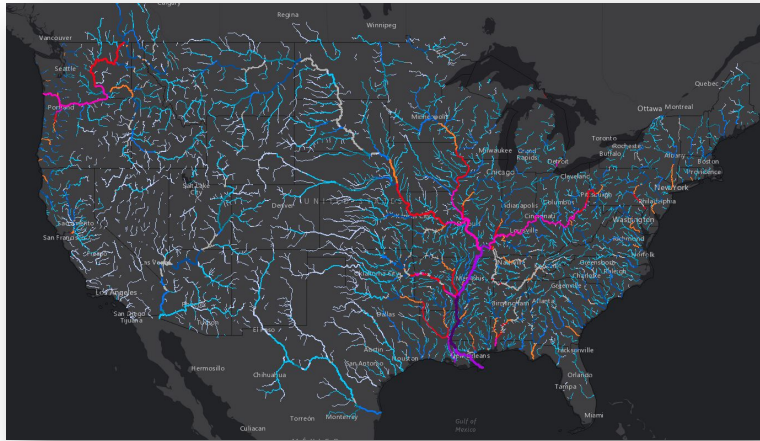 Calgary
Regina
Winnipeg
Vancouver
Seattle
Quebec
Portland
Ottawa
Montreal
Toronto
Rochester
Buffalo
Albany
Boston
Providence
Milwaukee
Grand
Rapids
Detroit
Chicago
Cleveland
New York
Philadelphia
Salt Lake
City
Indianapolis
Columbus
Denver
Cincinnati
Washington
Louisville
Sacramento
San Francisco
Richmond
Norfolk
Las Vegas
Greensboro
Raleigh
Charlotte
Oklahoma City
Memphis
Greenville
Los Angeles
Birmingham
Atlanta
San Diego
Tijuana
Tucson
Dallas
El Paso
Jacksonville
Austin
New Orleans
San Antonio
Houston
Hermosillo
Orlando
Chihuahua
Tampa
Miami
Torreón
Monterrey
Gulf of
Mexico
Culiacan